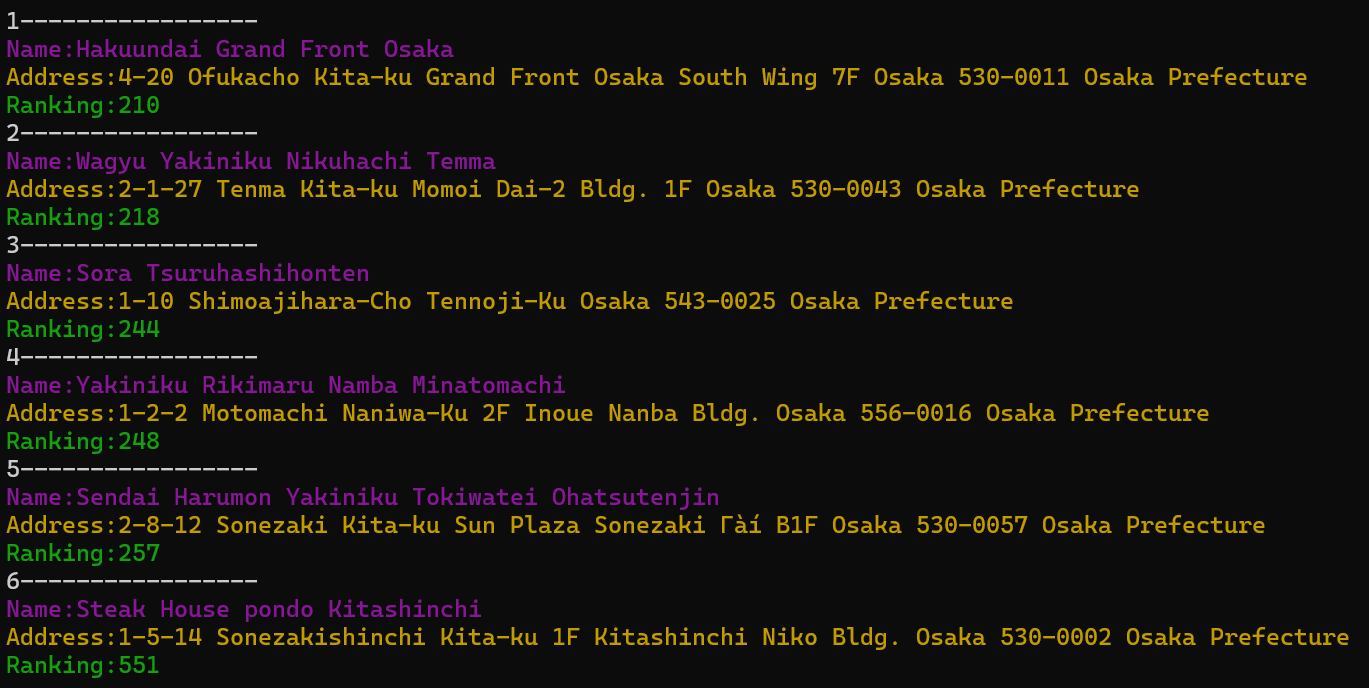 1-----------------
Name:Hakuundai Grand Front Osaka
Address:4-20 Ofukacho Kita-ku Grand Front Osaka South Wing 7F Osaka 530-0011 Osaka Prefecture
Ranking:210
2-----------------
Name:Wagyu Yakiniku Nikuhachi Temma
Address:2-1-27 Tenma Kita-ku Momoi Dai-2 Bldg. 1F Osaka 530-0043 Osaka Prefecture
Ranking:218
3-----------------
Name:Sora Tsuruhashihonten
Address:1-10 Shimoajihara-Cho Tennoji-Ku Osaka 543-0025 Osaka Prefecture
Ranking:244
4-----------------
Name:Yakiniku Rikimaru Namba Minatomachi
Address:1-2-2 Motomachi Naniwa-Ku 2F Inoue Nanba Bldg. Osaka 556-0016 Osaka Prefecture
Ranking:248
5-----------------
Name:Sendai Harumon Yakiniku Tokiwatei Ohatsutenjin
Address:2-8-12 Sonezaki Kita-ku Sun Plaza Sonezaki Γàí B1F Osaka 530-0057 Osaka Prefecture
Ranking:257
6-----------------
Name:Steak House pondo Kitashinchi
Address:1-5-14 Sonezakishinchi Kita-ku 1F Kitashinchi Niko Bldg. Osaka 530-0002 Osaka Prefecture
Ranking:551